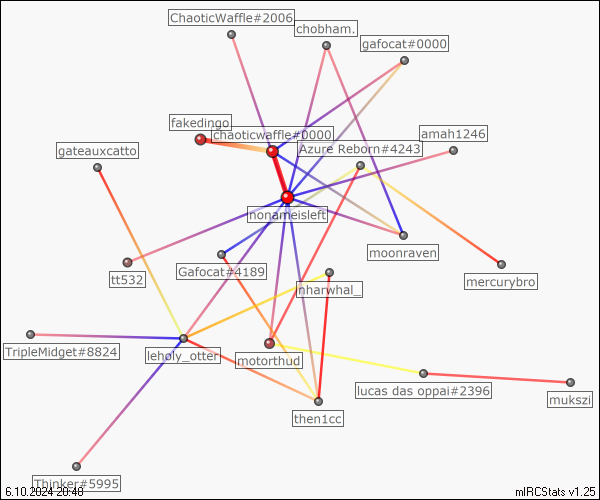 ChaoticWaffle#2006
chobham.
gafocat#0000
fakedingo
chaoticwaffle#0000
amah1246
gateauxcatto
Azure Reborn#4243
nonameisleft
moonraven
tt532
Gafocat#4189
mercurybro
nharwhal_
TripleMidget#8824
leholy_otter
motorthud
lucas das oppai#2396
mukszi
then1cc
Thinker#5995
6.10.2024 20:48
mIRCStats v1.25